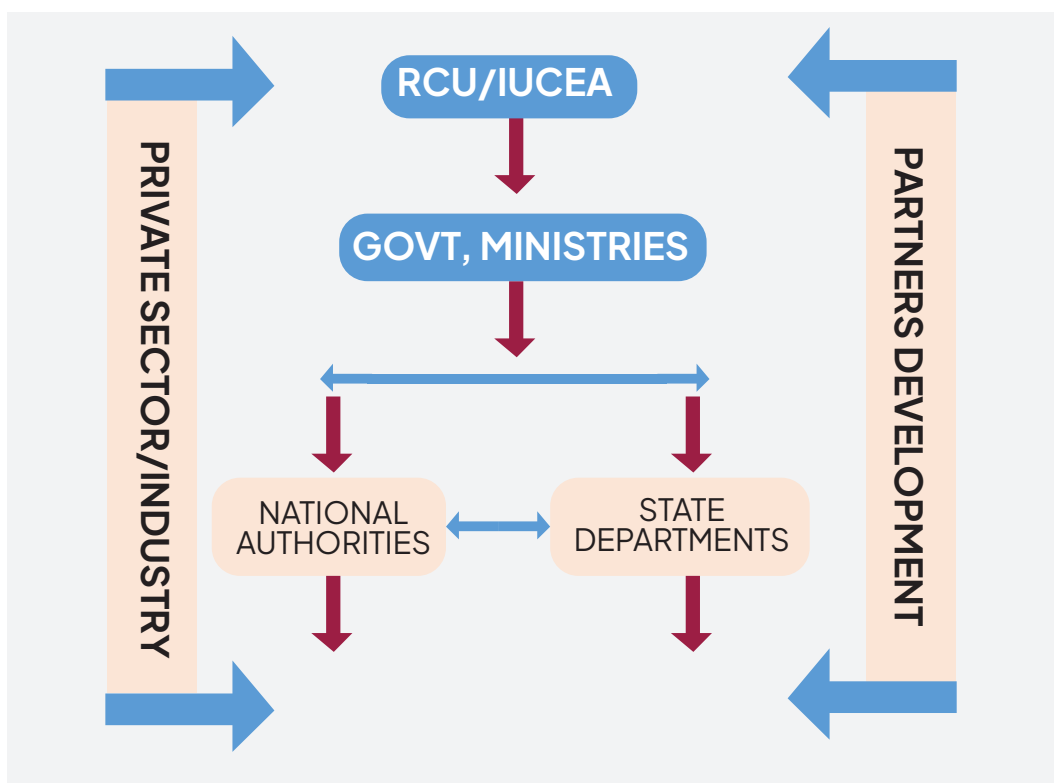 RCU/IUCEA
GOVT, MINISTRIES
PRIVATE SECTOR/INDUSTRY
PARTNERS DEVELOPMENT
NATIONAL
AUTHORITIES
STATE
DEPARTMENTS